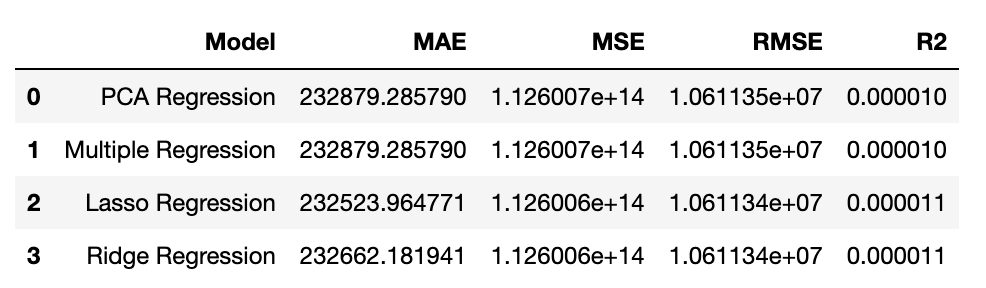 Model MAE MSE RMSE R2
0 PCA Regression 232879.285790 1.126007e+14 1.061135e+07 0.000010
1 Multiple Regression 232879.285790 1.126007e+14 1.061135e+07 0.000010
2 Lasso Regression 232523.964771 1.126006e+14 1.061134e+07 0.000011
3 Ridge Regression 232662.181941 1.126006e+14 1.061134e+07 0.000011